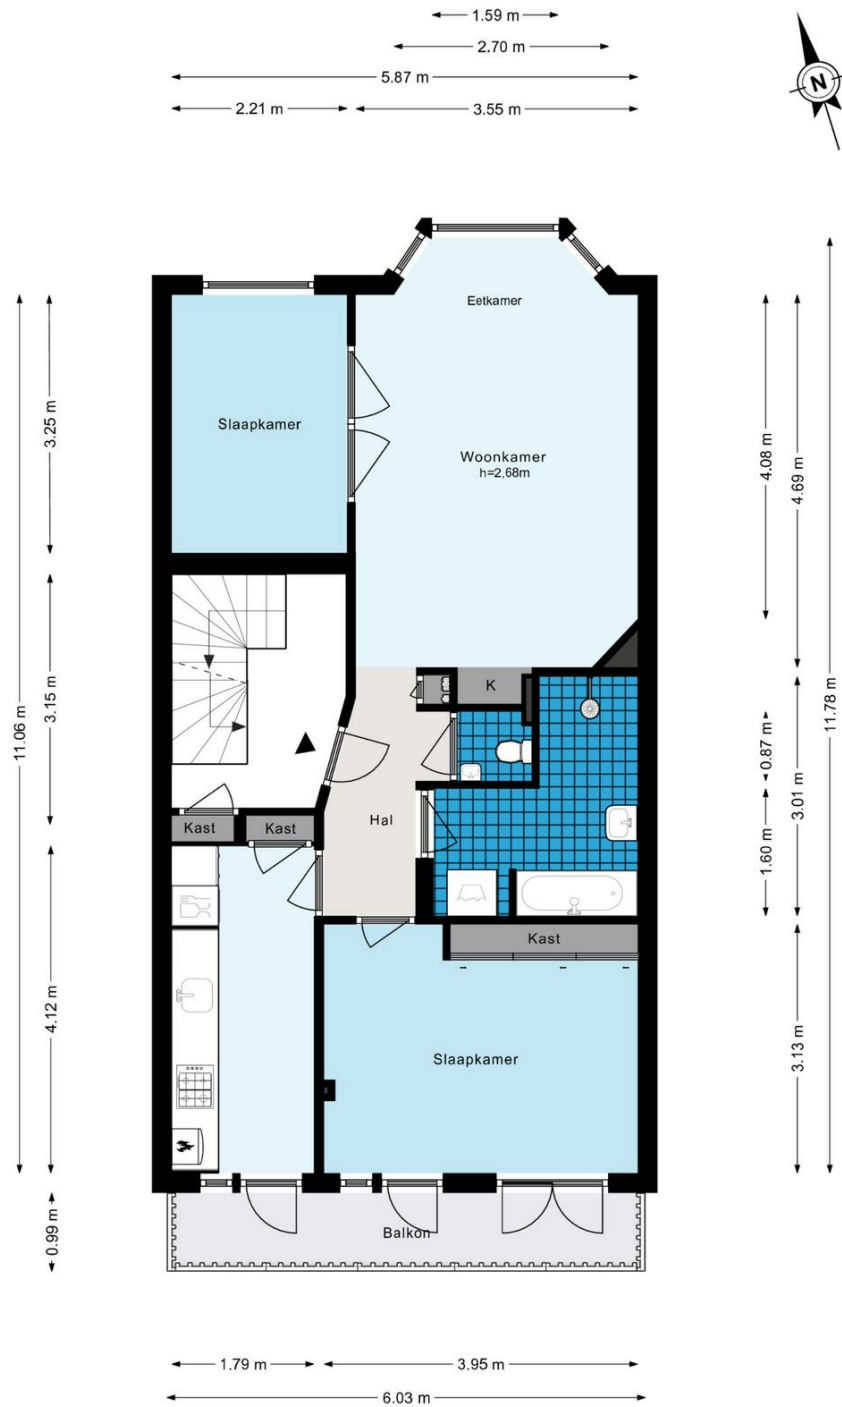 1.59 m
2.70 m
5.87 m
2.21 m
3.55 m
N
Eetkamer
Slaapkamer
Woonkamer
h=2,68m
3.25 m
4.08 m
4.69 m
3.15 m
11.06 m
11.78 m
K
0.87 m
3.01 m
Hal
Kast
Kast
1.60 m
Kast
4.12 m
Slaapkamer
3.13 m
Balkon
0.99 m
1.79 m
3.95 m
6.03 m